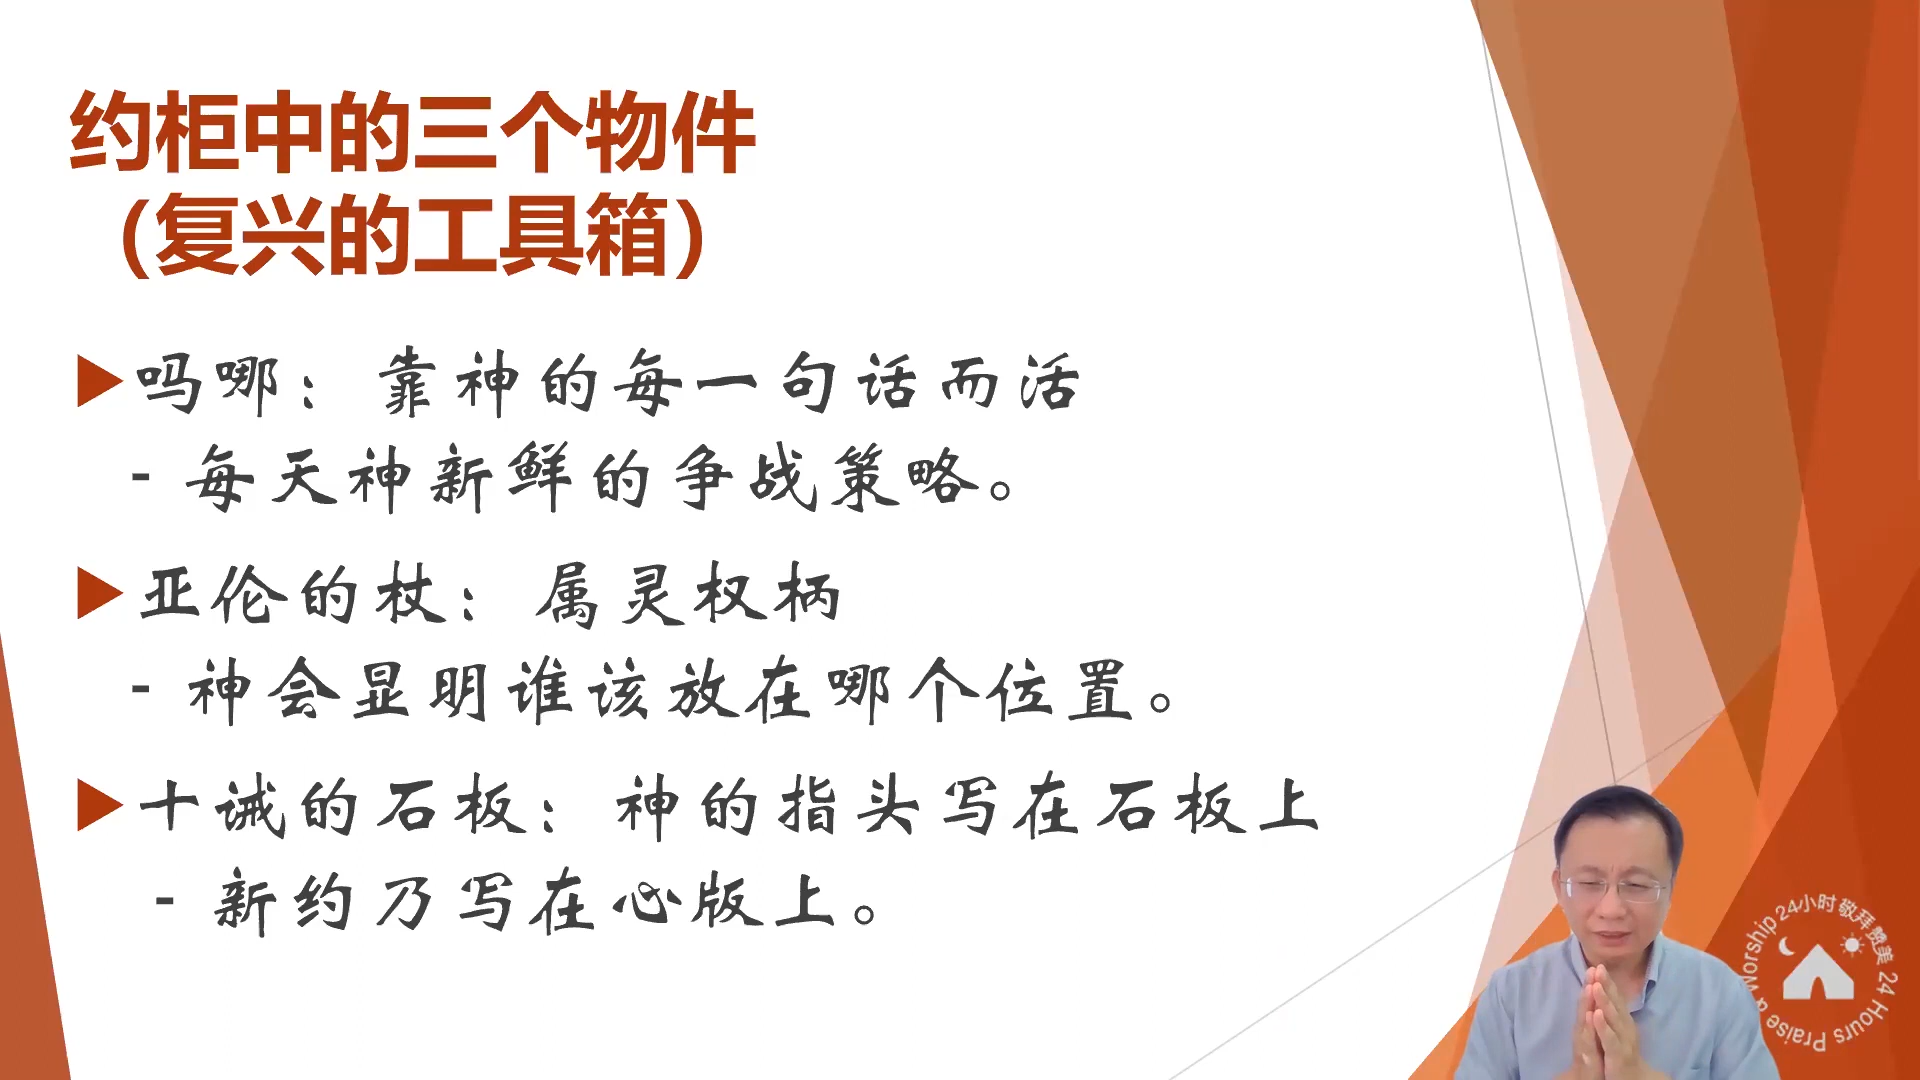 约柜中的三个物件
（复兴的工具箱）
吗哪：靠神的每一句话而活
- 每天神新鲜的争战策略。
亚伦的杖：属灵权柄
- 神会显明谁该放在哪个位置。
十诫的石板：神的指头写在石板上
- 新约乃写在心版上。
24小时敬拜赞美
24 Hours Praise & Worship